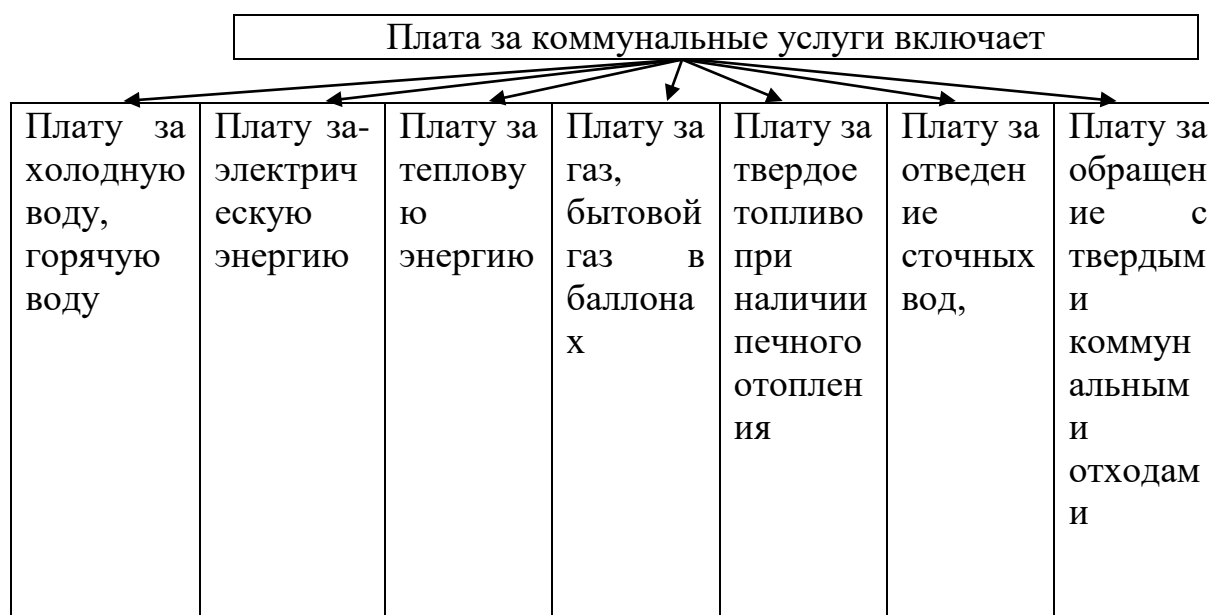 Плата за коммунальные услуги включает
Плату за
холодную
воду,
горячую
воду
Плату за-
электрич
ескую
энергию
Плату за
теплову
ю
энергию
Плату за
газ,
бытовой
газ в
баллона
х
Плату за
твердое
топливо
при
наличии
печного
отоплен
ия
Плату за
отведен
ие
сточных
вод,
Плату за
обращен
ие с
твердым
и
коммун
альным
и
отходам
и